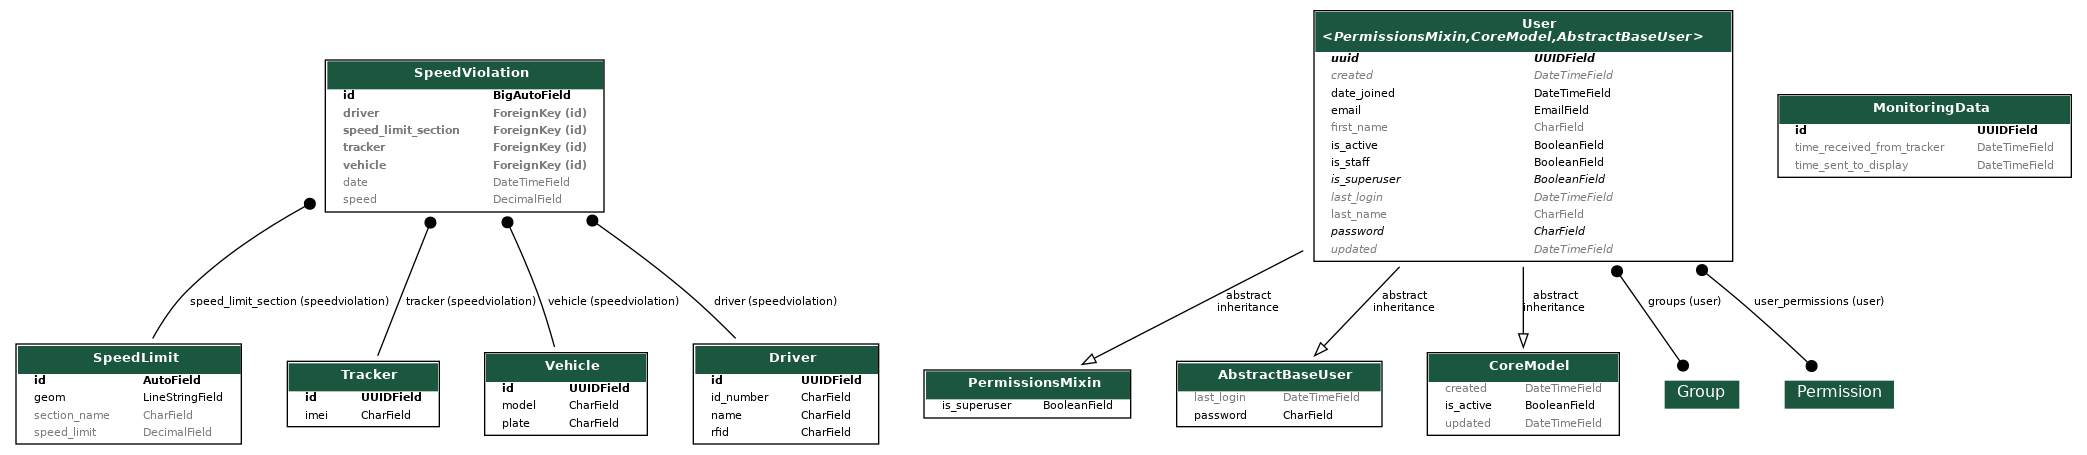 SpeedViolation
id BigAutoField
driver ForeignKey (id)
speed_limit_section ForeignKey (id)
tracker ForeignKey (id)
vehicle ForeignKey (id)
date DateTimeField
speed DecimalField
speed_limit_section (speedviolation)
tracker (speedviolation)
vehicle (speedviolation)
driver (speedviolation)
SpeedLimit
id AutoField
geom LineStringField
section_name CharField
speed_limit DecimalField
Tracker
id UUIDField
imei CharField
Vehicle
id UUIDField
model CharField
plate CharField
Driver
id UUIDField
id_number CharField
name CharField
rfid CharField
User
<PermissionsMixin,CoreModel,AbstractBaseUser>
uuid UUIDField
created DateTimeField
date_joined DateTimeField
email EmailField
first_name CharField
is_active BooleanField
is_staff BooleanField
is_superuser BooleanField
last_login DateTimeField
last_name CharField
password CharField
updated DateTimeField
abstract
inheritance
abstract
inheritance
abstract
inheritance
groups (user)
user_permissions (user)
PermissionsMixin
is_superuser BooleanField
AbstractBaseUser
last_login DateTimeField
password CharField
CoreModel
created DateTimeField
is_active BooleanField
updated DateTimeField
Group
Permission
MonitoringData
id UUIDField
time_received_from_tracker DateTimeField
time_sent_to_display DateTimeField